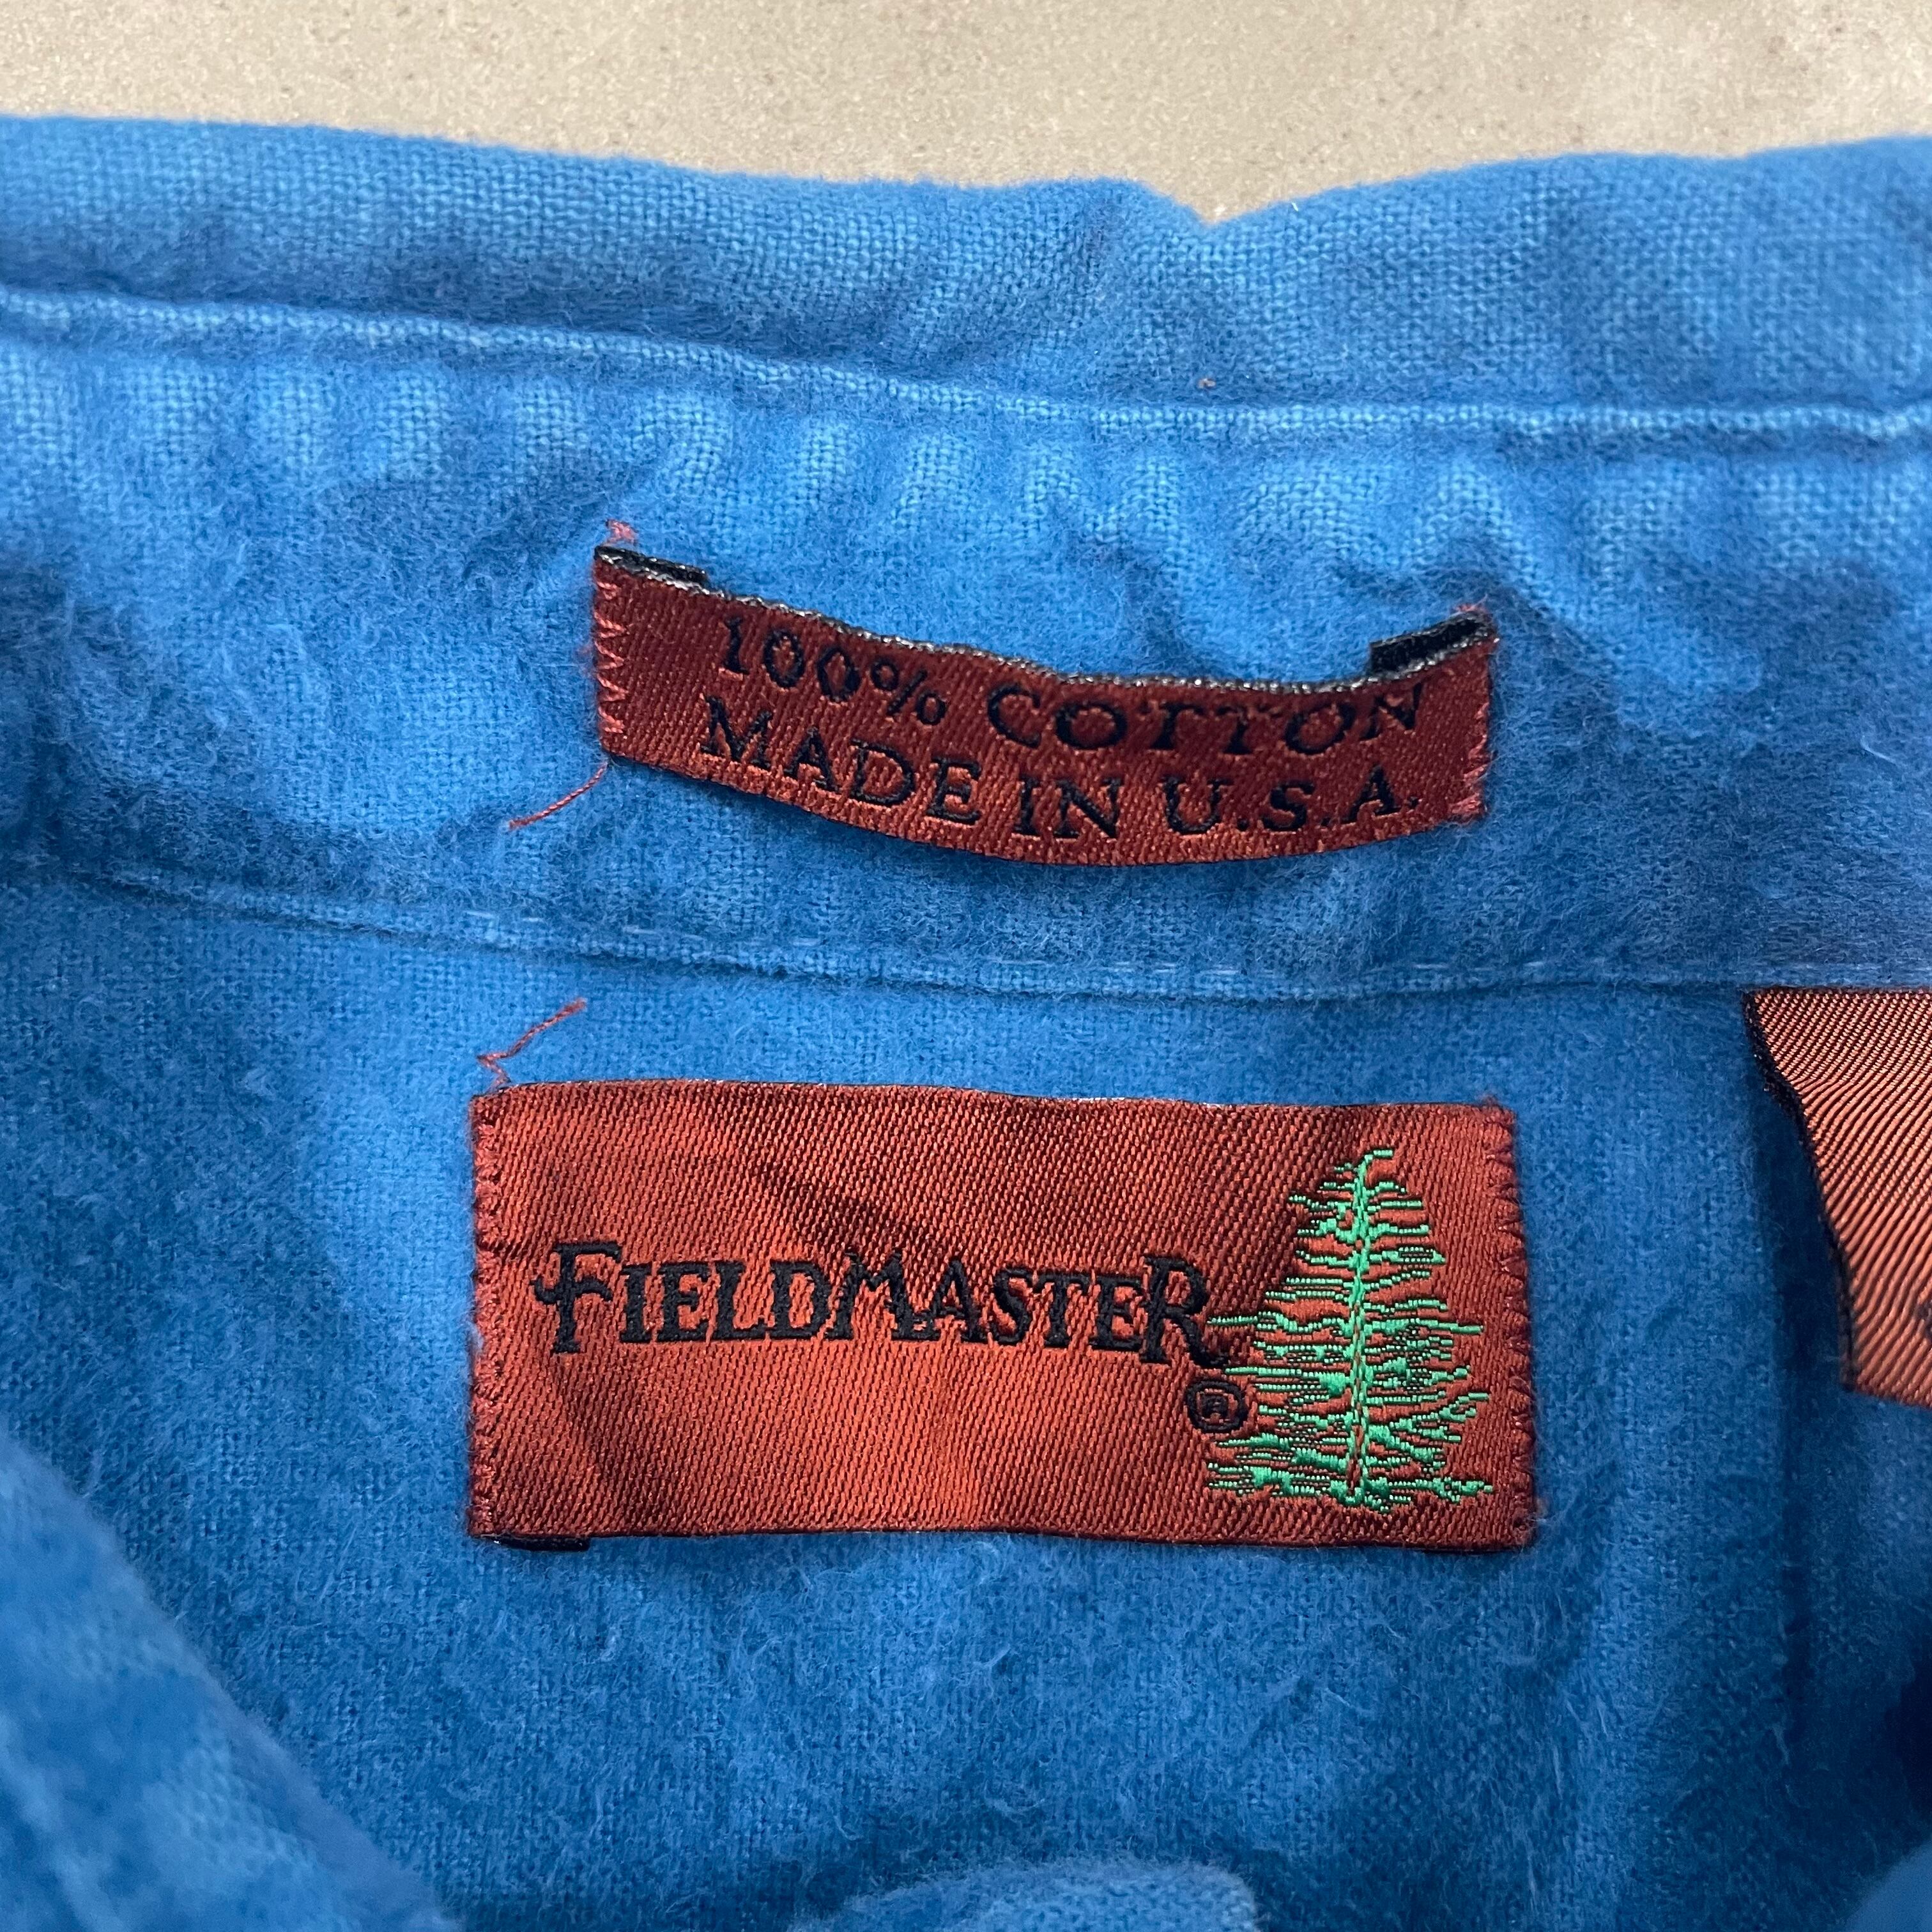 100% COTTON
MADE IN U.S.A.
FIELDMASTER
®